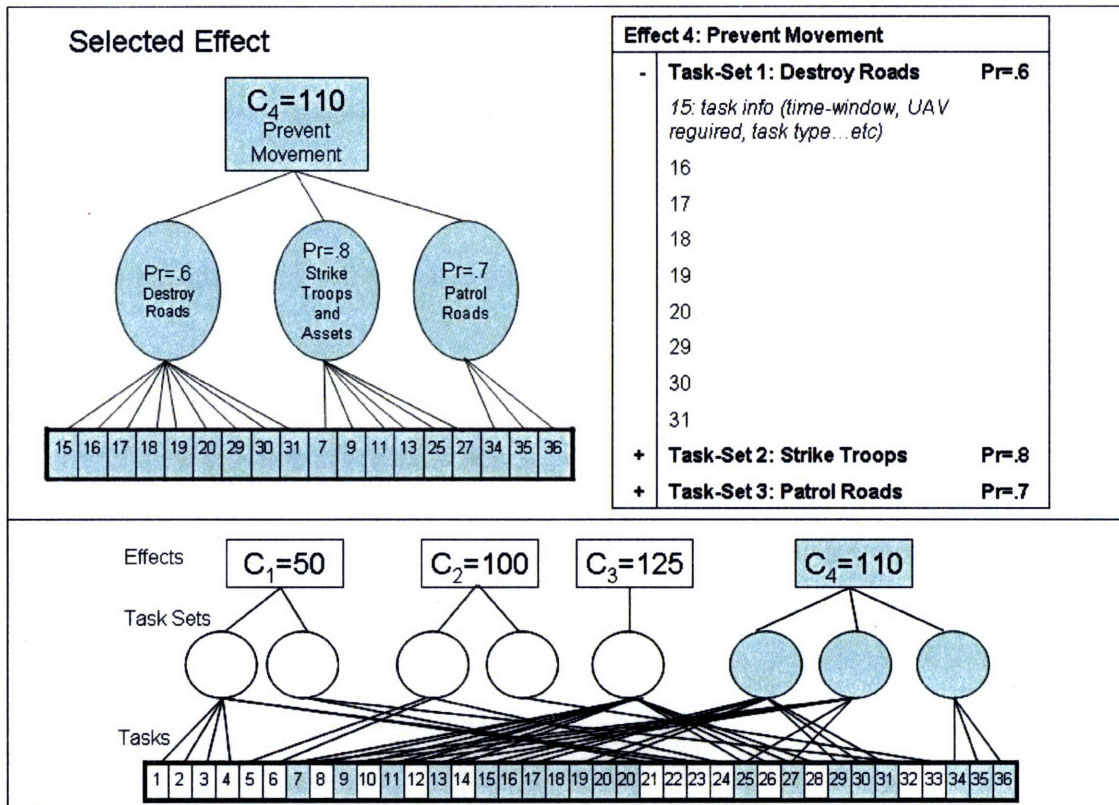 Selected Effect
C4=110
Prevent
Movement
Pr=.6
Destroy
Roads
Pr=.8
Strike
Troops
and
Assets
Pr=.7
Patrol
Roads
15 16 17 18 19 20 29 30 31 7 9 11 13 25 27 34 35 36
Effect 4: Prevent Movement
- Task-Set 1: Destroy Roads Pr=.6
15: task info (time-window, UAV
reguired, task type...etc)
16
17
18
19
20
29
30
31
+ Task-Set 2: Strike Troops Pr=.8
+ Task-Set 3: Patrol Roads Pr=.7
Effects C1=50 C2=100 C3=125 C4=110
Task Sets
Tasks
1 2 3 4 5 6 7 8 9 10 11 12 13 14 15 16 17 18 19 20 20 21 22 23 24 25 26 27 28 29 30 31 32 33 34 35 36